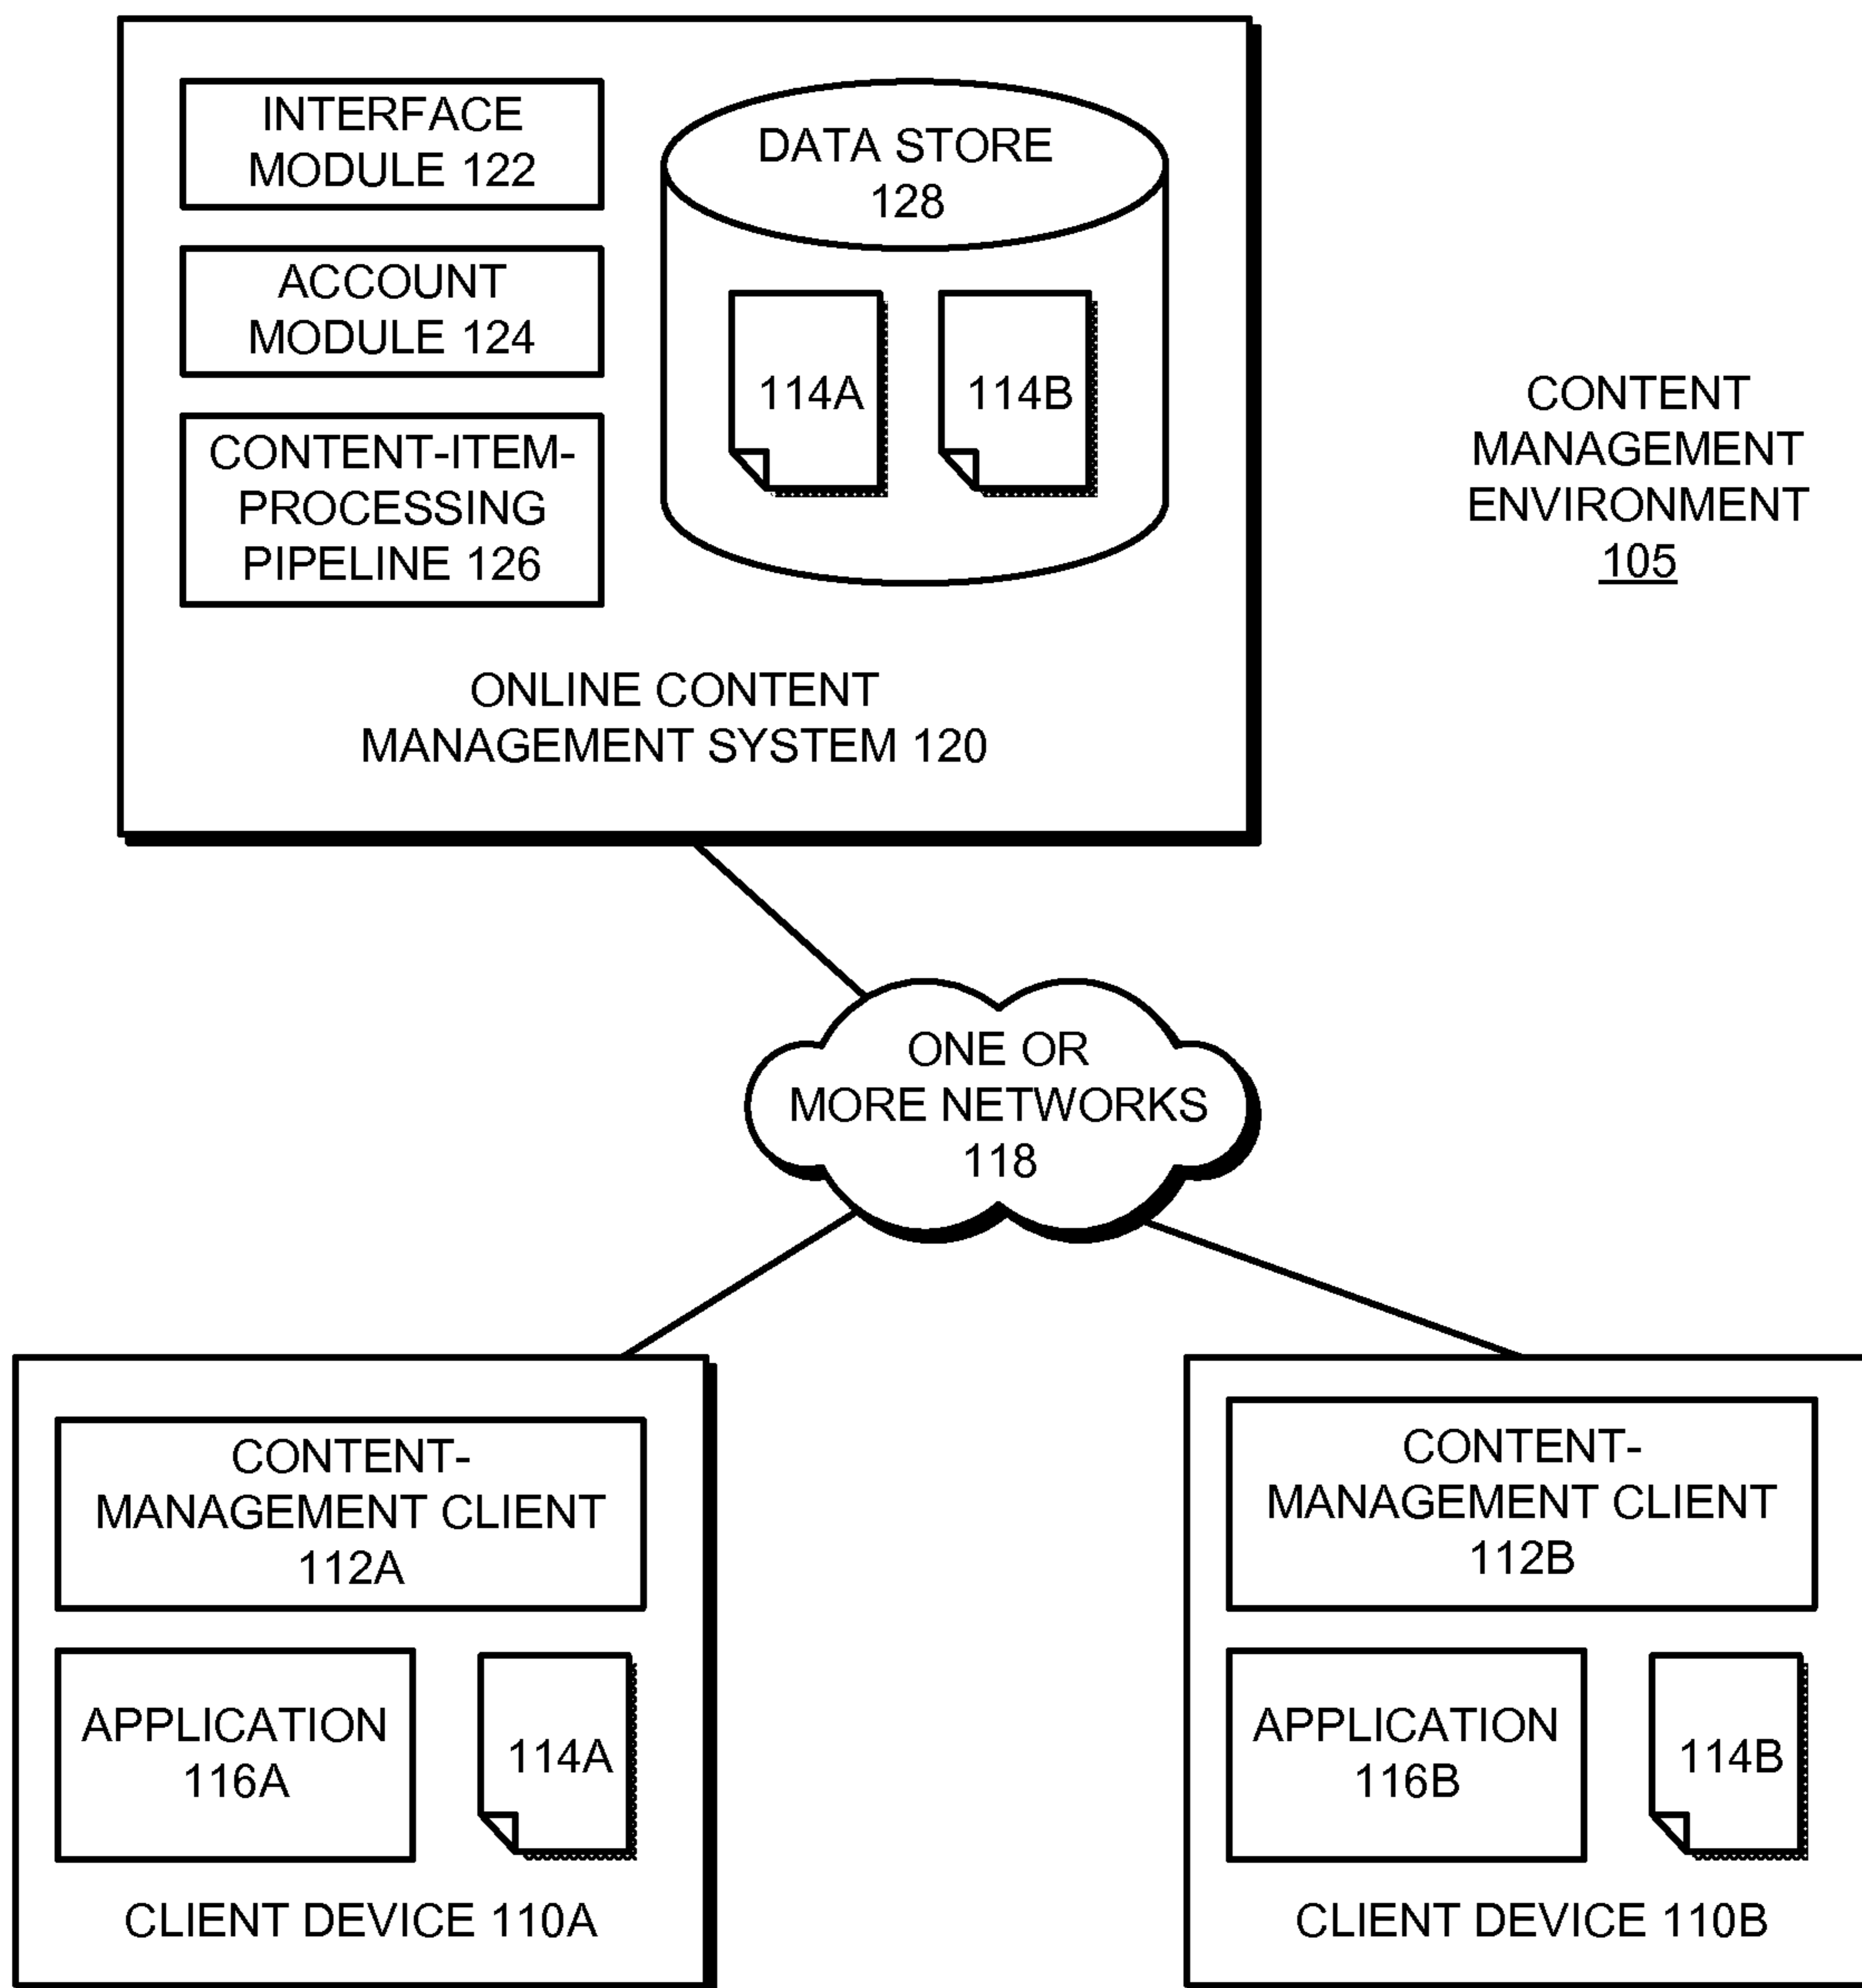 INTERFACE
MODULE 122
ACCOUNT
MODULE 124
CONTENT-ITEM-
PROCESSING
PIPELINE 126
DATA STORE
128
114A
114B
ONLINE CONTENT
MANAGEMENT SYSTEM 120
CONTENT
MANAGEMENT
ENVIRONMENT
105
ONE OR
MORE NETWORKS
118
CONTENT-
MANAGEMENT CLIENT
112A
APPLICATION
116A
114A
CLIENT DEVICE 110A
CONTENT-
MANAGEMENT CLIENT
112B
APPLICATION
116B
114B
CLIENT DEVICE 110B